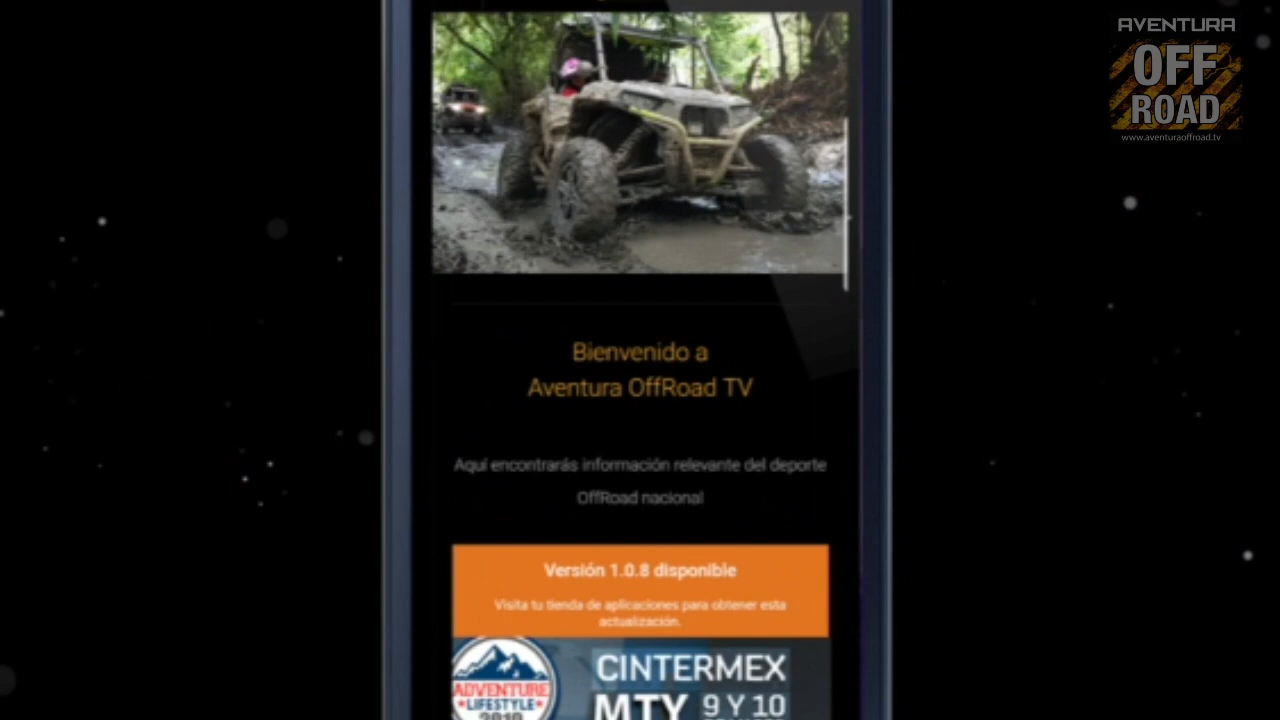 AVENTURA
OFF
ROAD
www.aventuraoffroad.tv
Bienvenido a
Aventura OffRoad TV
Aquí encontrarás información relevante del deporte
OffRoad nacional
Versión 1.0.8 disponible
Visita tu tienda de aplicaciones para obtener esta
actualización.
ADVENTURE
LIFESTYLE
CINTERMEX
MTY 9 Y 10